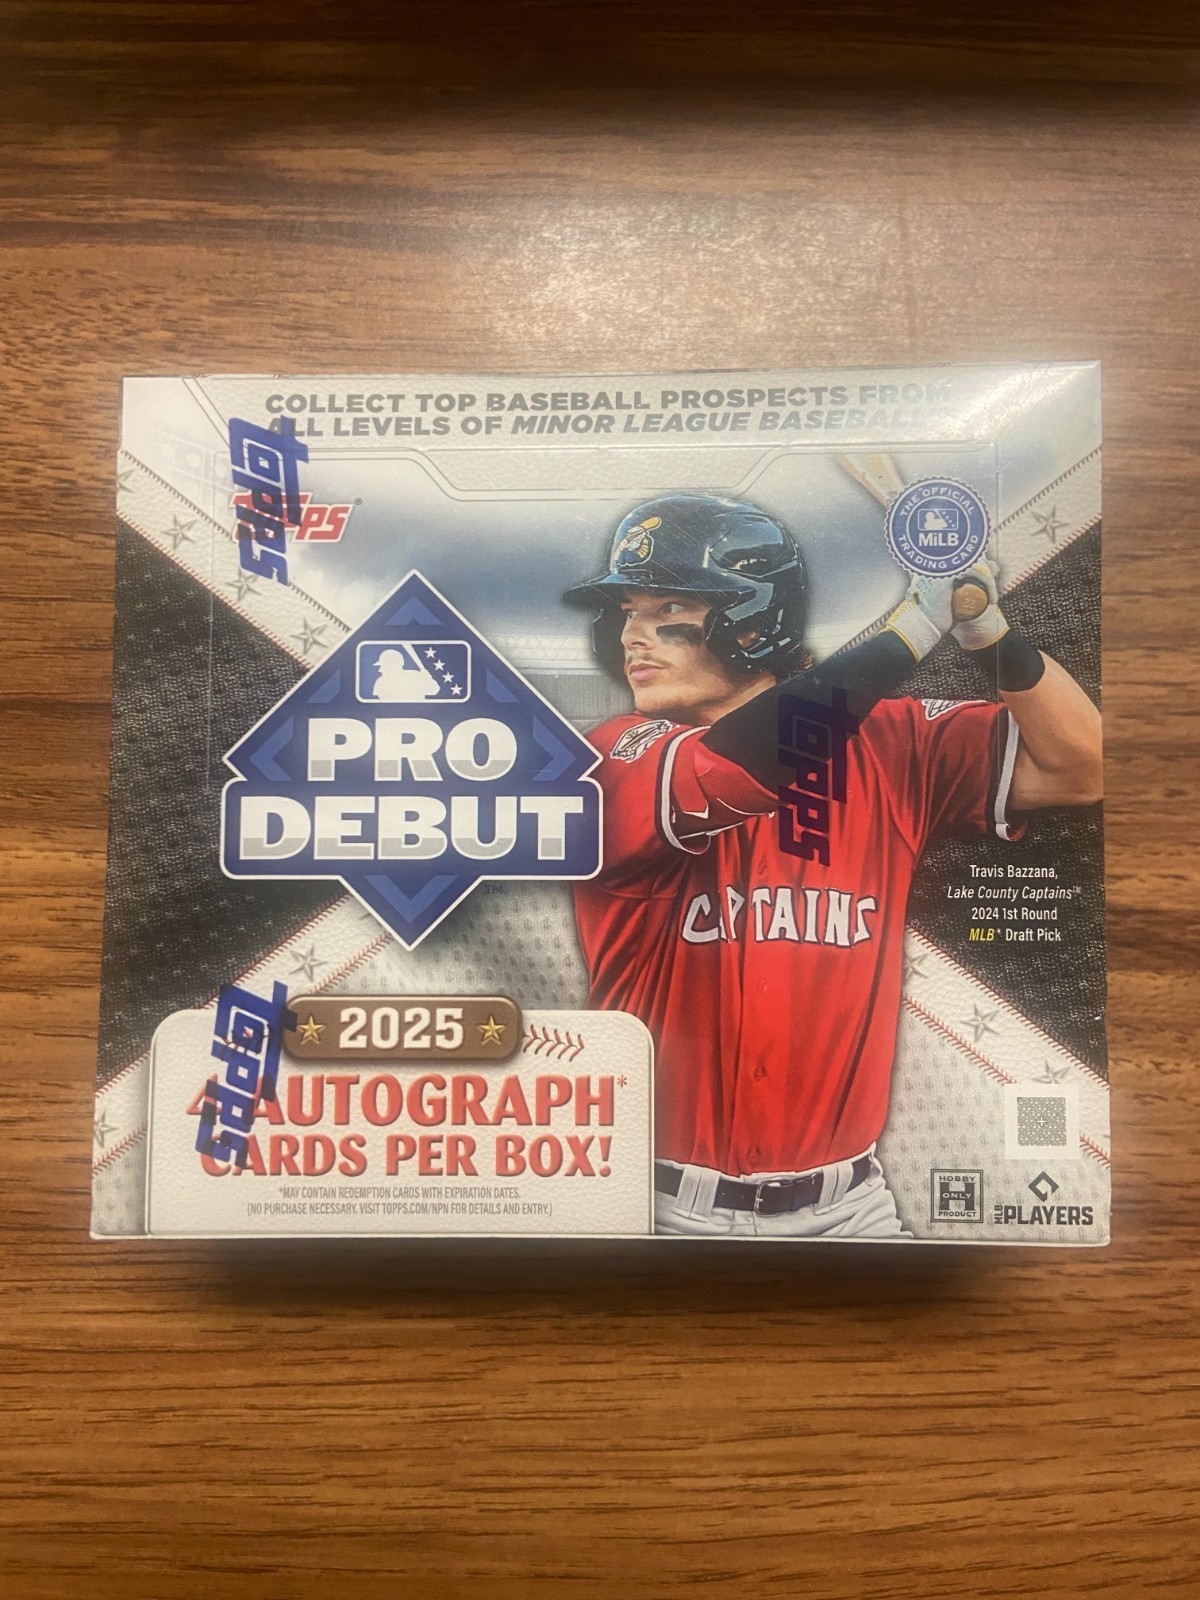 COLLECT TOP BASEBALL PROSPECTS FROM
ALL LEVELS OF MINOR LEAGUE BASEBALL
Topps
TOPPS®
THE OFFICIAL
MiLB
TRADING CARD
PRO
DEBUT
TM
Topps
CAPTAINS
Travis Bazzana,
Lake County Captains™
2024 1st Round
MLB® Draft Pick
Topps
2025
4 AUTOGRAPH*
CARDS PER BOX!
*MAY CONTAIN REDEMPTION CARDS WITH EXPIRATION DATES.
(NO PURCHASE NECESSARY. VISIT TOPPS.COM/NPN FOR DETAILS AND ENTRY.)
HOBBY
ONLY
PRODUCT
MLB PLAYERS